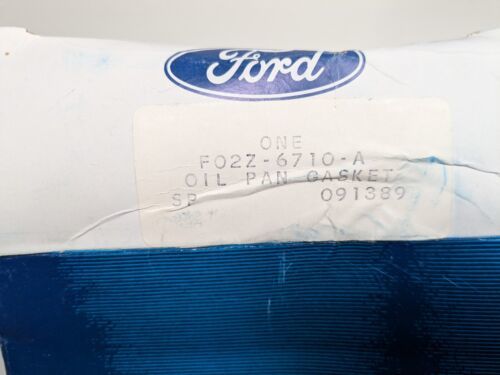 Ford
ONE
F02Z-6710-A
OIL PAN GASKET
SP 091389